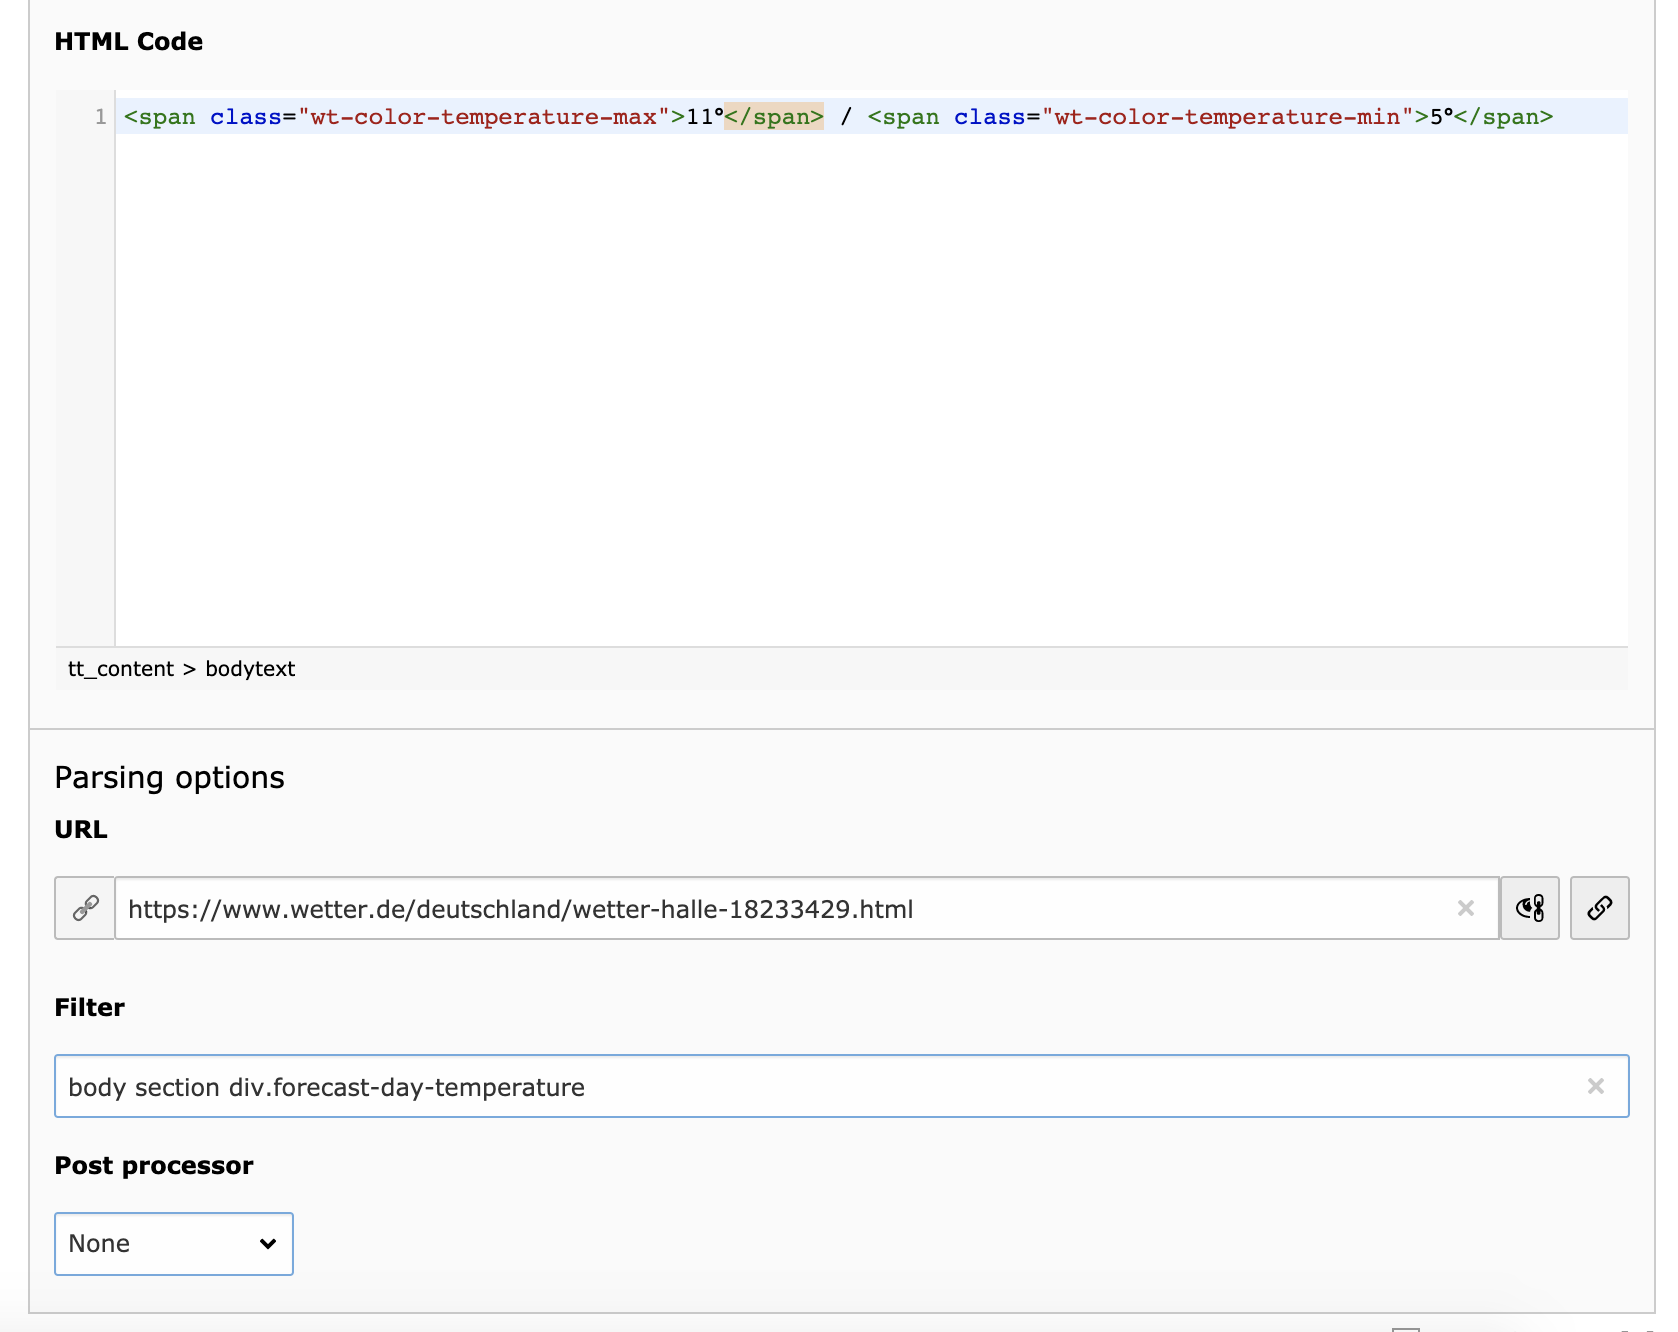 HTML Code
1
<span class="wt-color-temperature-max">11°</span> / <span class="wt-color-temperature-min">5°</span>
tt_content > bodytext
Parsing options
URL
https://www.wetter.de/deutschland/wetter-halle-18233429.html
Filter
body section div.forecast-day-temperature
Post processor
None